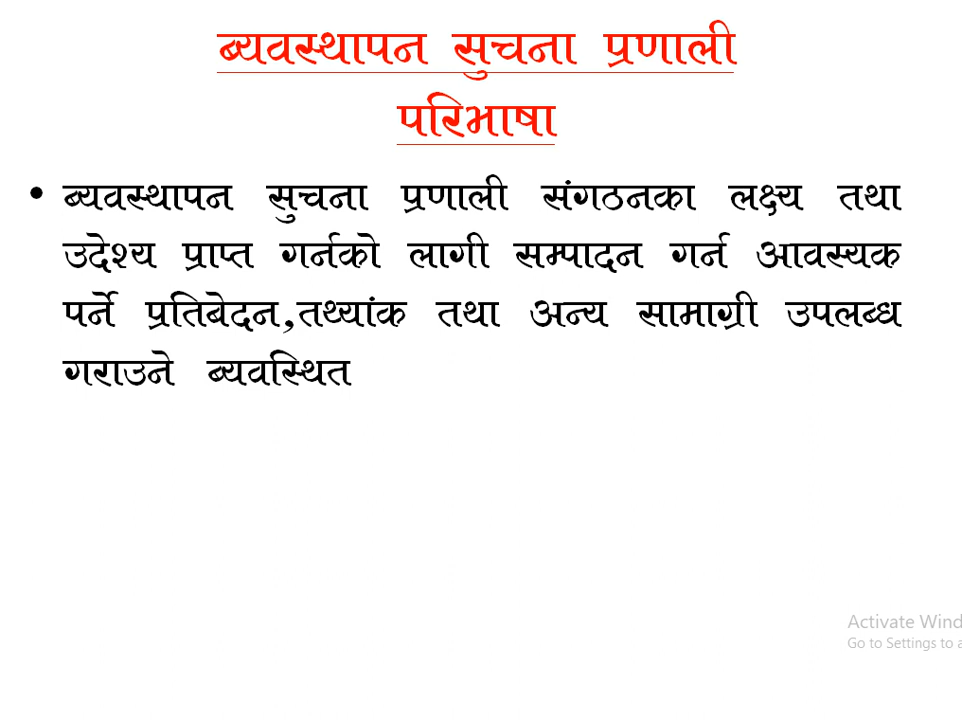 ब्यवस्थापन सुचना प्रणाली
परिभाषा
• ब्यवस्थापन सुचना प्रणाली संगठनका लक्ष्य तथा
उदेश्य प्राप्त गर्नको लागी सम्पादन गर्न आवस्यक
पर्ने प्रतिबेदन,तथ्यांक तथा अन्य सामाग्री उपलब्ध
गराउने ब्यवस्थित
Activate Wind
Go to Settings to a